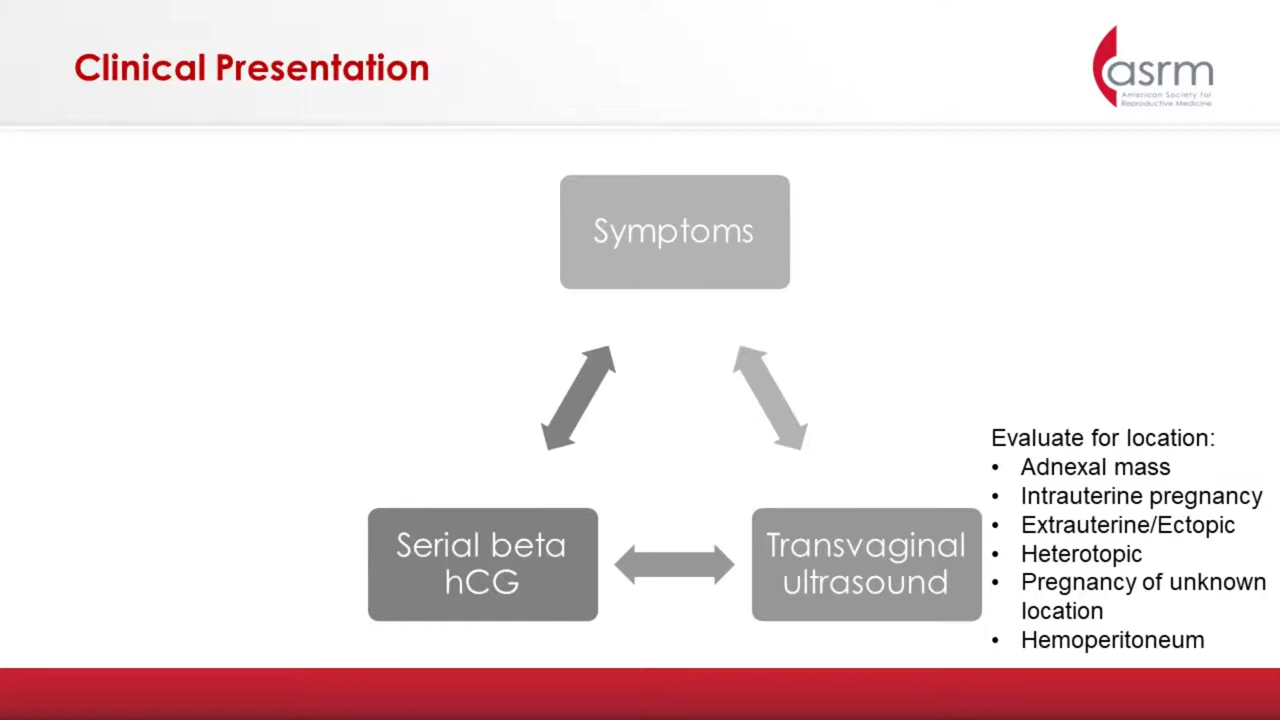 Clinical Presentation
asrm
American Society for
Reproductive Medicine
Symptoms
Serial beta
hCG
Transvaginal
ultrasound
Evaluate for location:
• Adnexal mass
• Intrauterine pregnancy
• Extrauterine/Ectopic
• Heterotopic
• Pregnancy of unknown
location
• Hemoperitoneum